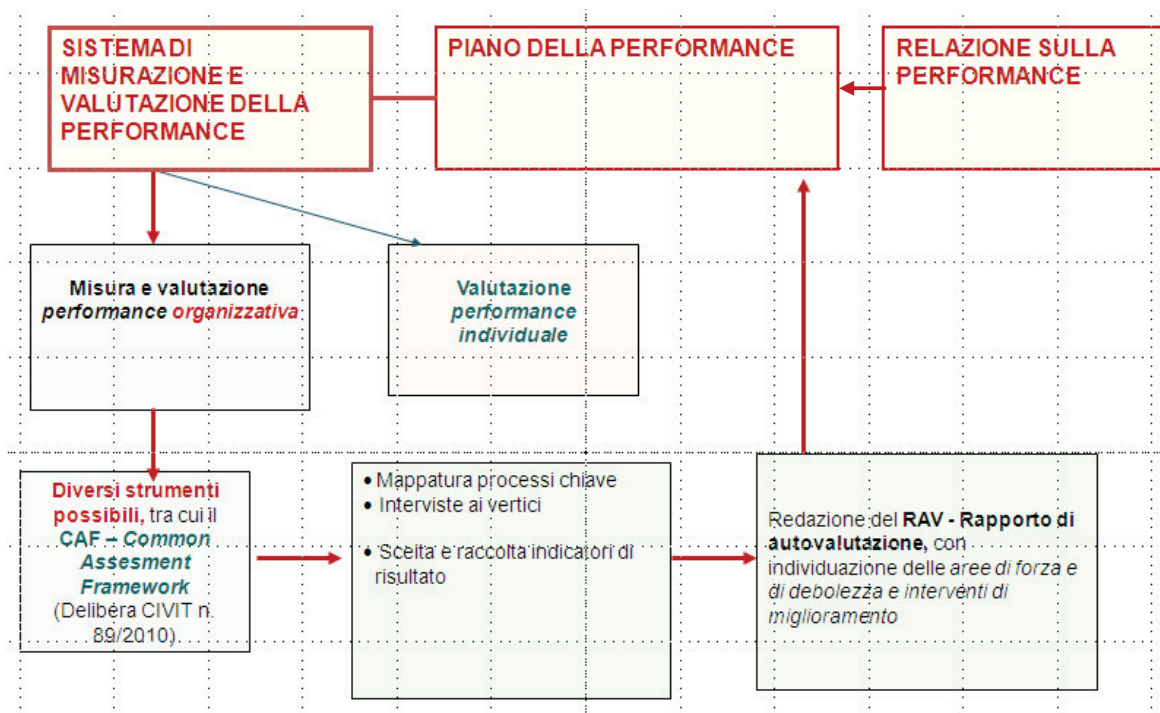 SISTEMA DI
MISURAZIONE E
VALUTAZIONE DELLA
PERFORMANCE
PIANO DELLA PERFORMANCE
RELAZIONE SULLA
PERFORMANCE
Misura e valutazione
performance organizzativa
Valutazione
performance
individuale
Diversi strumenti
possibili, tra cui il
CAF – Common
Assesment
Framework
(Delibera CIVIT n.
89/2010)
• Mappatura processi chiave
• Interviste ai vertici
• Scelta e raccolta indicatori di
risultato
Redazione del RAV - Rapporto di
autovalutazione, con
individuazione delle aree di forza e
di debolezza e interventi di
miglioramento